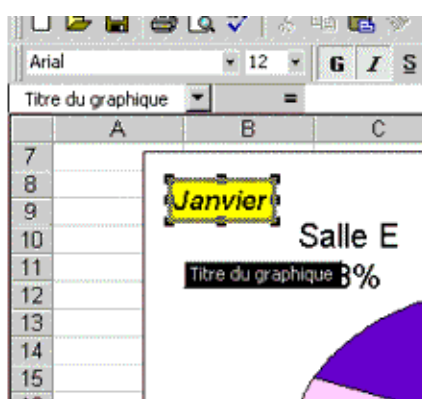 Arial 12 G I S
Titre du graphique =
A B C
7
8
Janvier
9
10 Salle E
11 Titre du graphique 8%
12
13
14
15